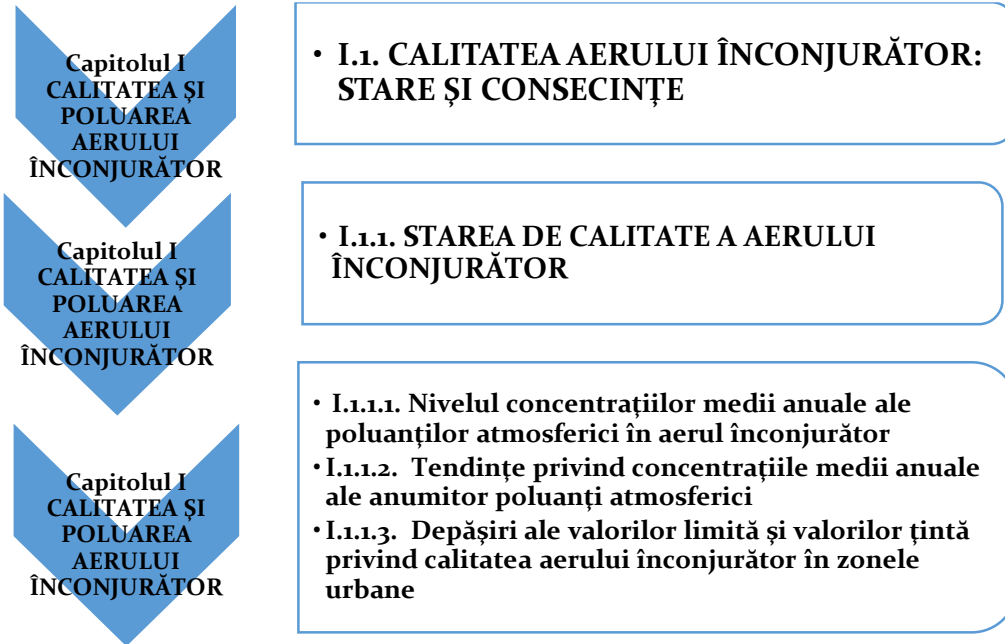 Capitolul I
CALITATEA ȘI
POLUAREA
AERULUI
ÎNCONJURĂTOR
• I.1. CALITATEA AERULUI ÎNCONJURĂTOR:
STARE ȘI CONSECINȚE
Capitolul I
CALITATEA ȘI
POLUAREA
AERULUI
ÎNCONJURĂTOR
• I.1.1. STAREA DE CALITATE A AERULUI
ÎNCONJURĂTOR
Capitolul I
CALITATEA ȘI
POLUAREA
AERULUI
ÎNCONJURĂTOR
• I.1.1.1. Nivelul concentrațiilor medii anuale ale
poluanților atmosferici în aerul înconjurător
• I.1.1.2. Tendințe privind concentrațiile medii anuale
ale anumitor poluanți atmosferici
• I.1.1.3. Depășiri ale valorilor limită și valorilor țintă
privind calitatea aerului înconjurător în zonele
urbane